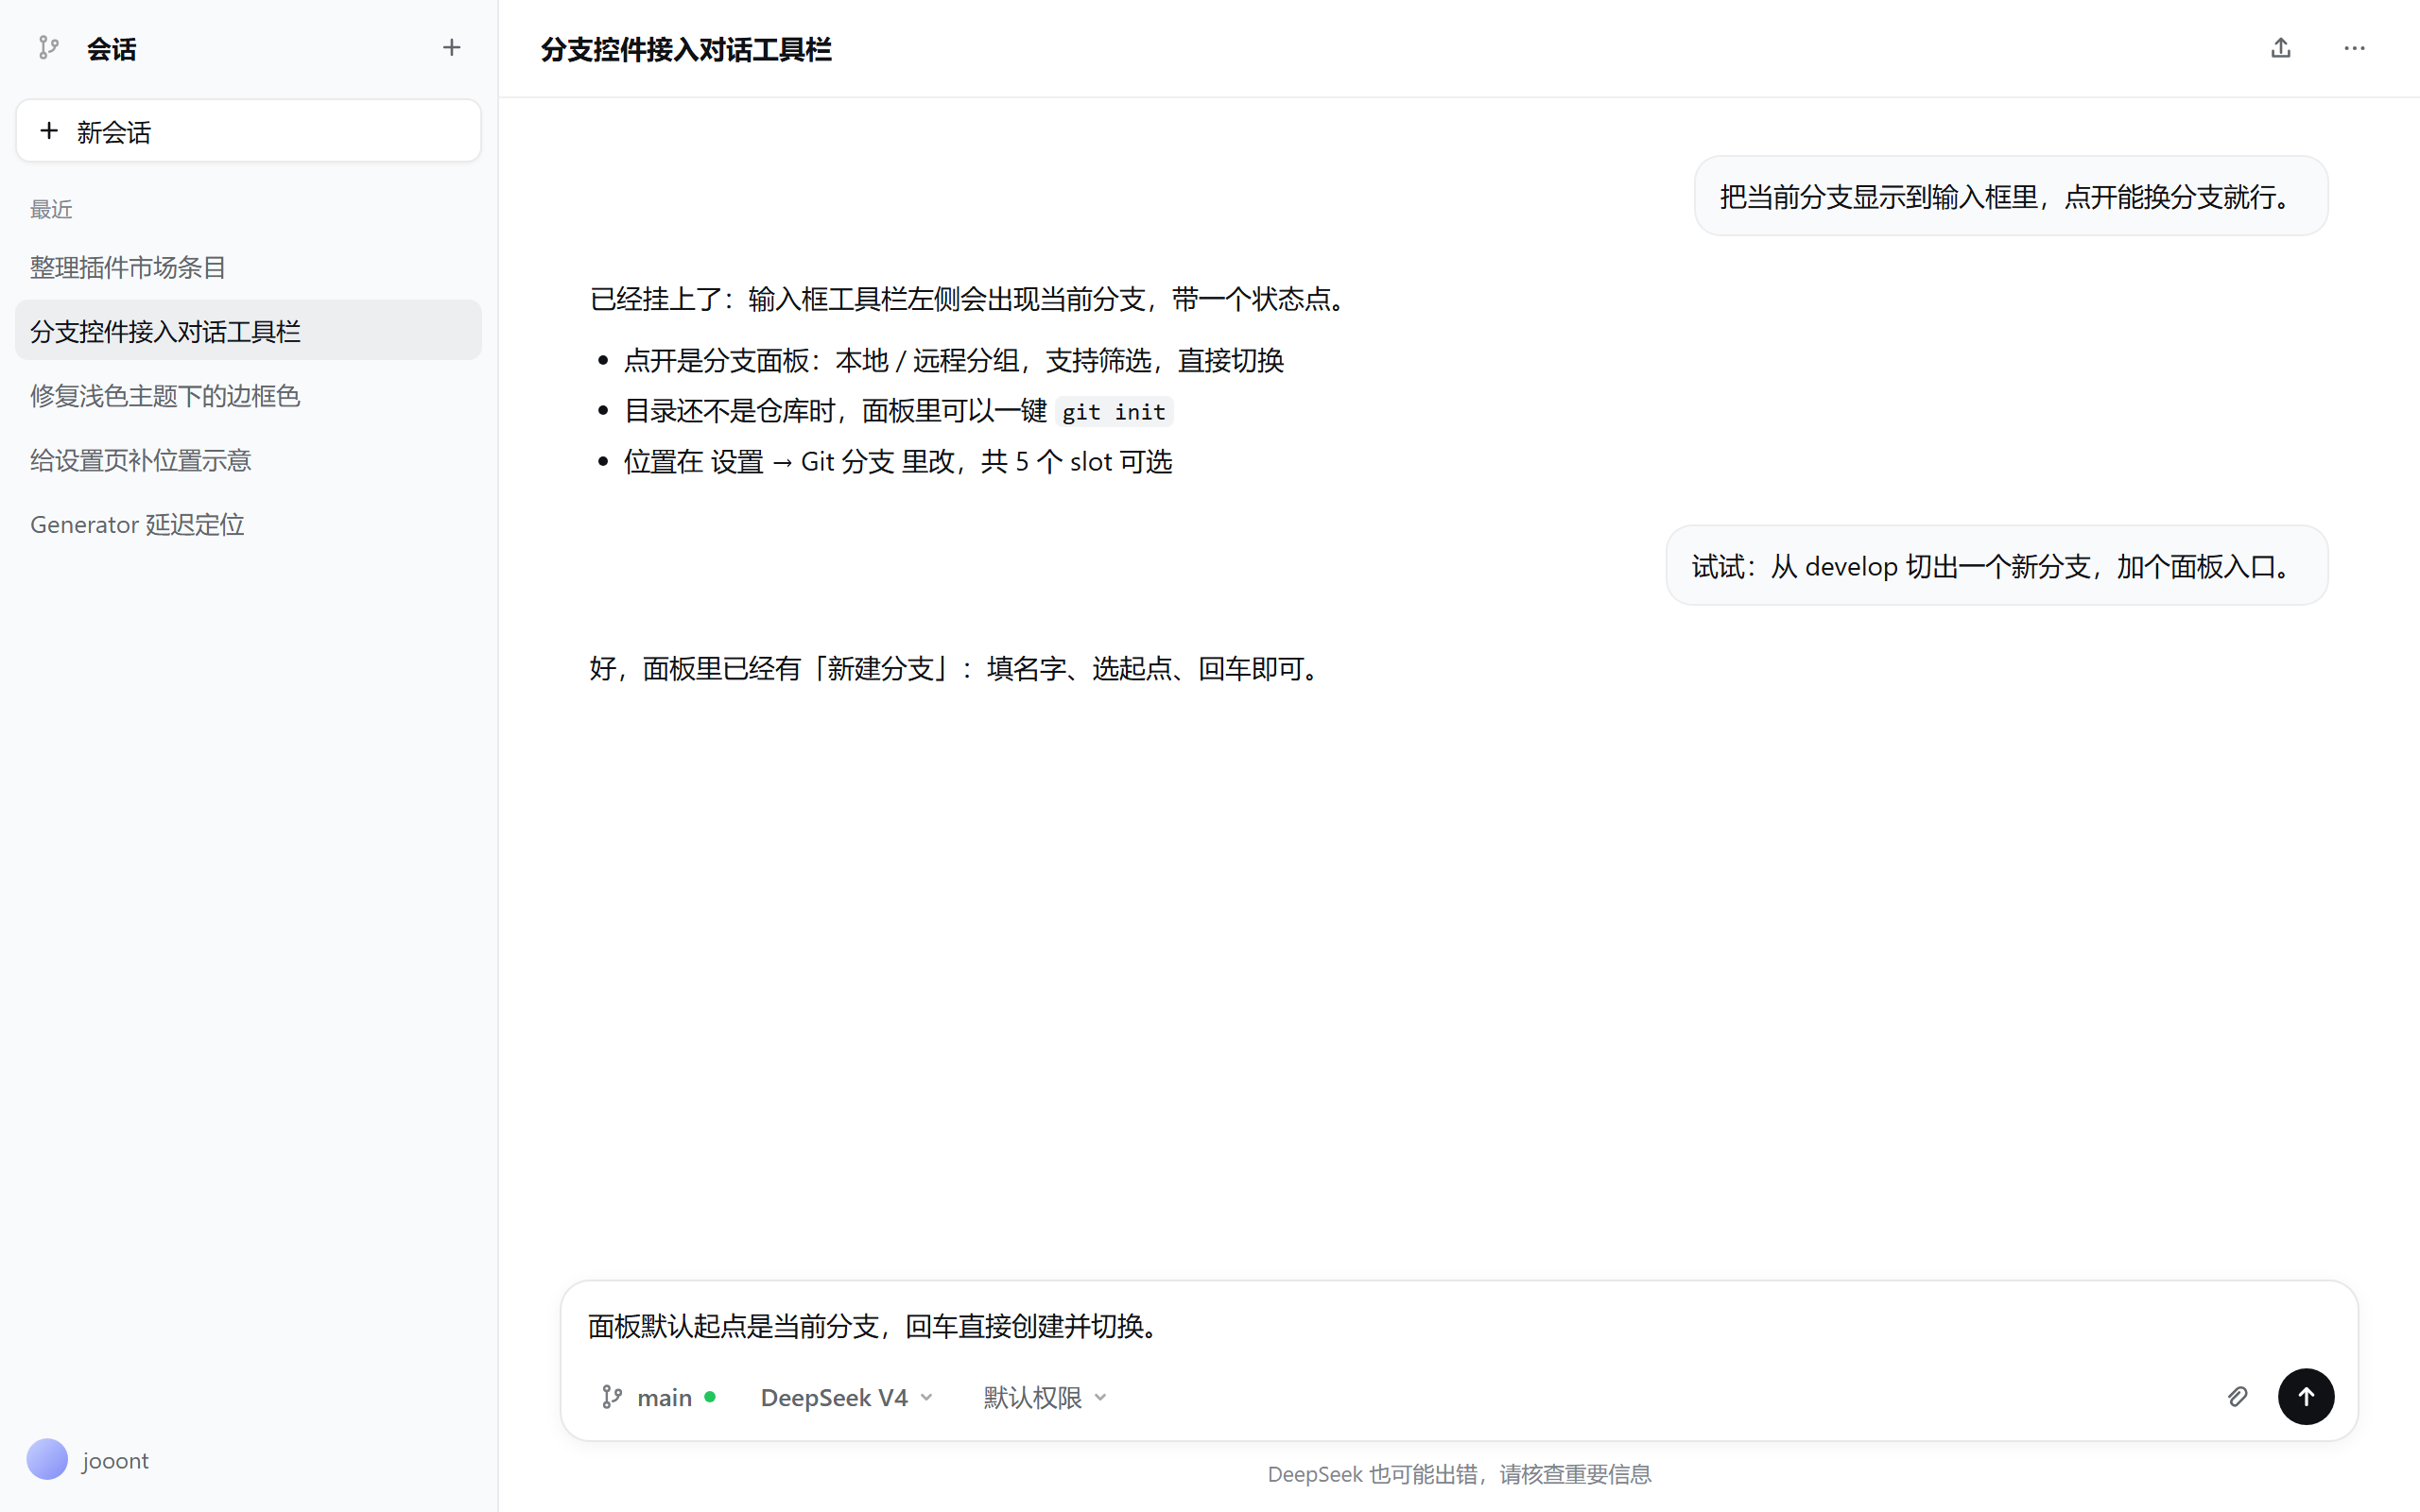 会话
新会话
最近
整理插件市场条目
分支控件接入对话工具栏
修复浅色主题下的边框色
给设置页补位置示意
Generator 延迟定位
jooont
分支控件接入对话工具栏
把当前分支显示到输入框里，点开能换分支就行。
已经挂上了：输入框工具栏左侧会出现当前分支，带一个状态点。
点开是分支面板：本地 / 远程分组，支持筛选，直接切换
目录还不是仓库时，面板里可以一键 git init
位置在 设置 → Git 分支 里改，共 5 个 slot 可选
试试：从 develop 切出一个新分支，加个面板入口。
好，面板里已经有「新建分支」：填名字、选起点、回车即可。
面板默认起点是当前分支，回车直接创建并切换。
main DeepSeek V4 默认权限
DeepSeek 也可能出错，请核查重要信息